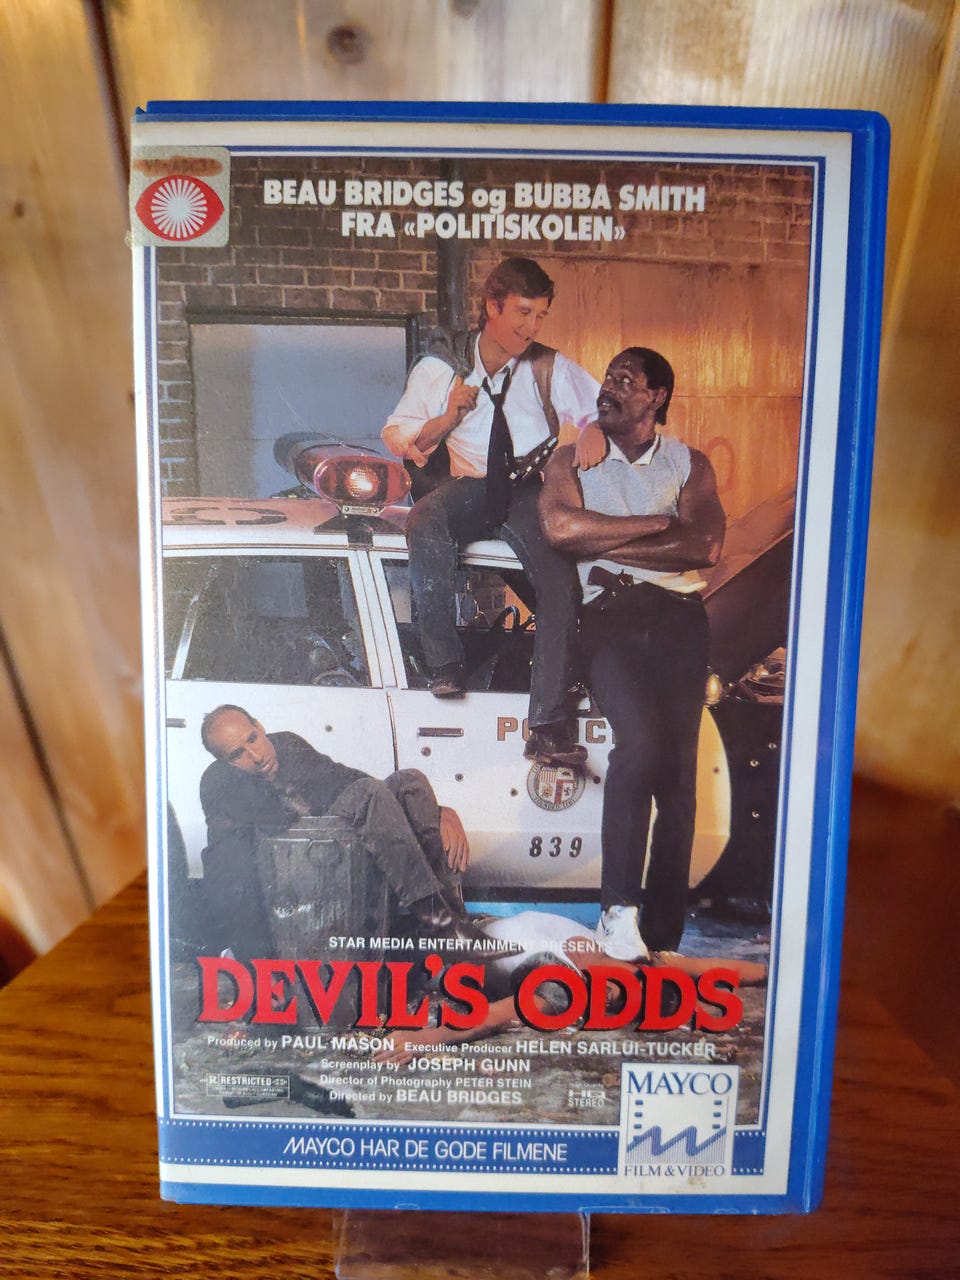 BEAU BRIDGES og BUBBA SMITH
FRA «POLITISKOLEN»
839
STAR MEDIA ENTERTAINMENT PRESENTS
DEVIL'S ODDS
Produced by PAUL MASON Executive Producer HELEN SARLUI-TUCKER
Screenplay by JOSEPH GUNN
Director of Photography PETER STEIN
Directed by BEAU BRIDGES
R RESTRICTED
STEREO
MAYCO
FILM & VIDEO
MAYCO HAR DE GODE FILMENE